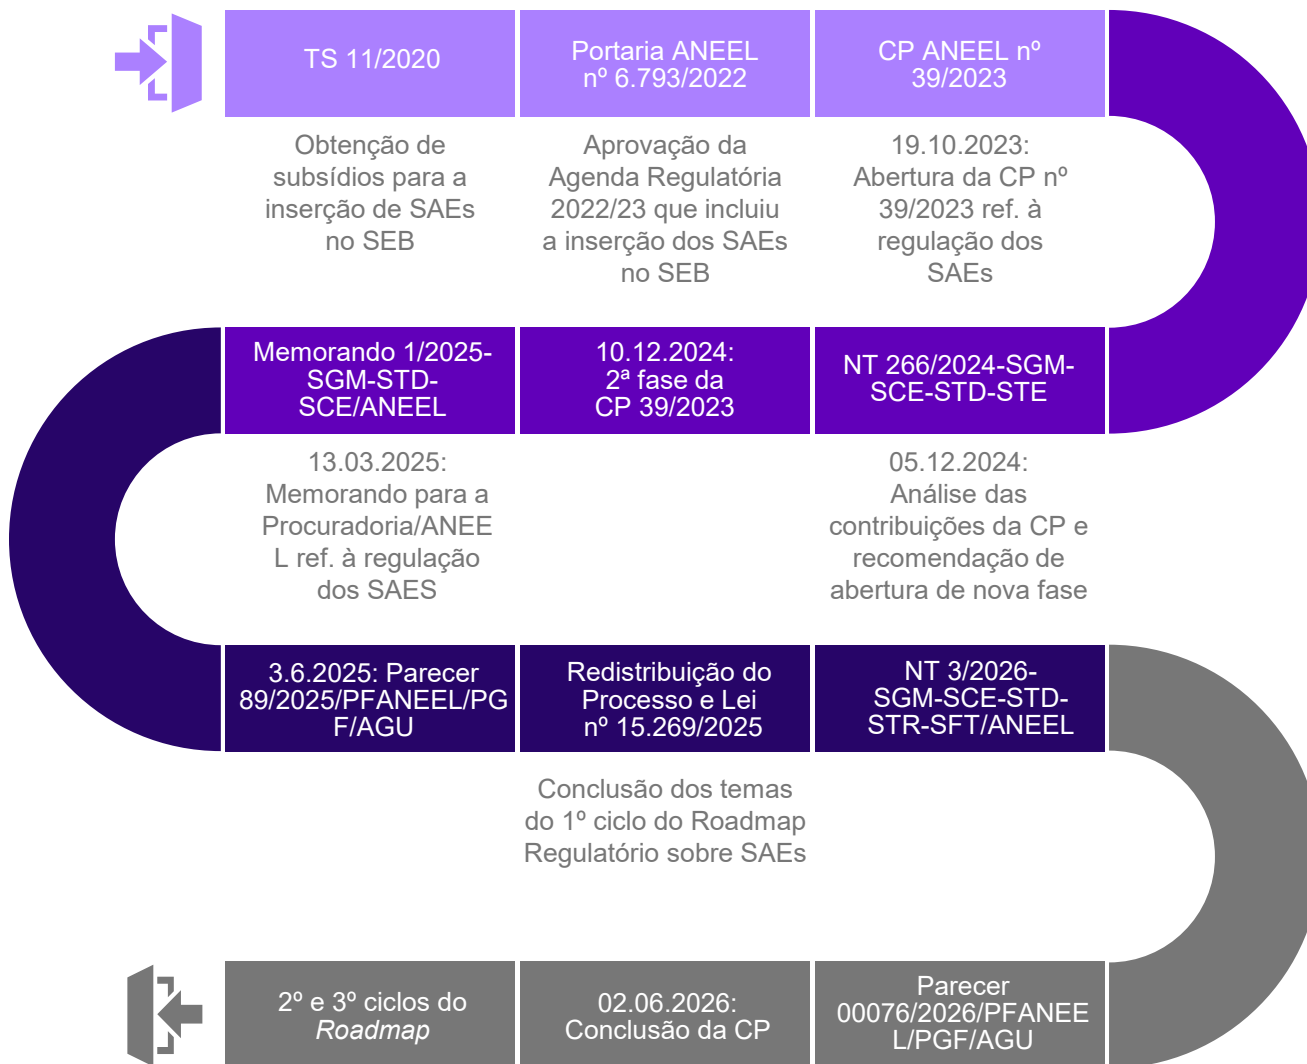 TS 11/2020
Portaria ANEEL
nº 6.793/2022
CP ANEEL nº
39/2023
Obtenção de
subsídios para a
inserção de SAEs
no SEB
Aprovação da
Agenda Regulatória
2022/23 que incluiu
a inserção dos SAEs
no SEB
19.10.2023:
Abertura da CP nº
39/2023 ref. à
regulação dos
SAEs
Memorando 1/2025-
SGM-STD-
SCE/ANEEL
10.12.2024:
2ª fase da
CP 39/2023
NT 266/2024-SGM-
SCE-STD-STE
13.03.2025:
Memorando para a
Procuradoria/ANEE
L ref. à regulação
dos SAES
05.12.2024:
Análise das
contribuições da CP e
recomendação de
abertura de nova fase
3.6.2025: Parecer
89/2025/PFANEEL/PG
F/AGU
Redistribuição do
Processo e Lei
nº 15.269/2025
NT 3/2026-
SGM-SCE-STD-
STR-SFT/ANEEL
Conclusão dos temas
do 1º ciclo do Roadmap
Regulatório sobre SAEs
2º e 3º ciclos do
Roadmap
02.06.2026:
Conclusão da CP
Parecer
00076/2026/PFANEE
L/PGF/AGU